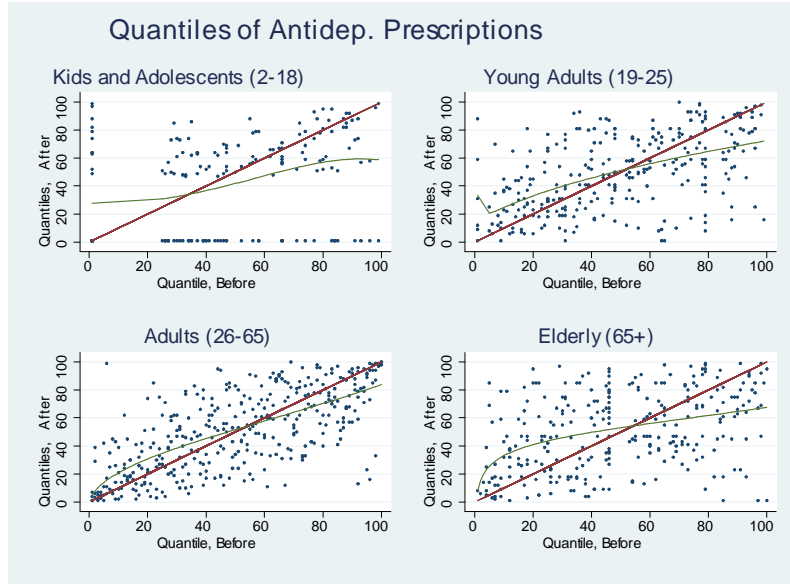 Quantiles of Antidep. Prescriptions
Kids and Adolescents (2-18)
Quantiles, After
100
80
60
40
20
0
0 20 40 60 80 100
Quantile, Before
Young Adults (19-25)
Quantiles, After
100
80
60
40
20
0
0 20 40 60 80 100
Quantile, Before
Adults (26-65)
Quantiles, After
100
80
60
40
20
0
0 20 40 60 80 100
Quantile, Before
Elderly (65+)
Quantiles, After
100
80
60
40
20
0
0 20 40 60 80 100
Quantile, Before